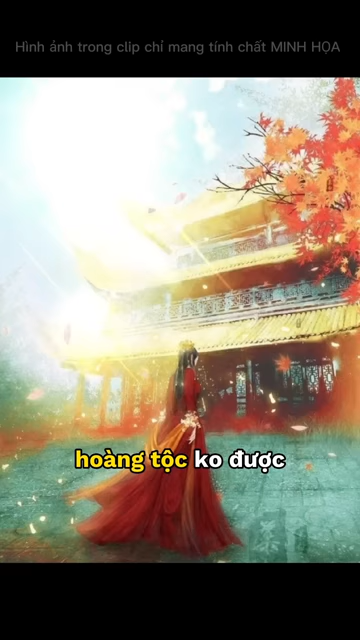 Hình ảnh trong clip chỉ mang tính chất MINH HỌA
hoàng tộc ko được